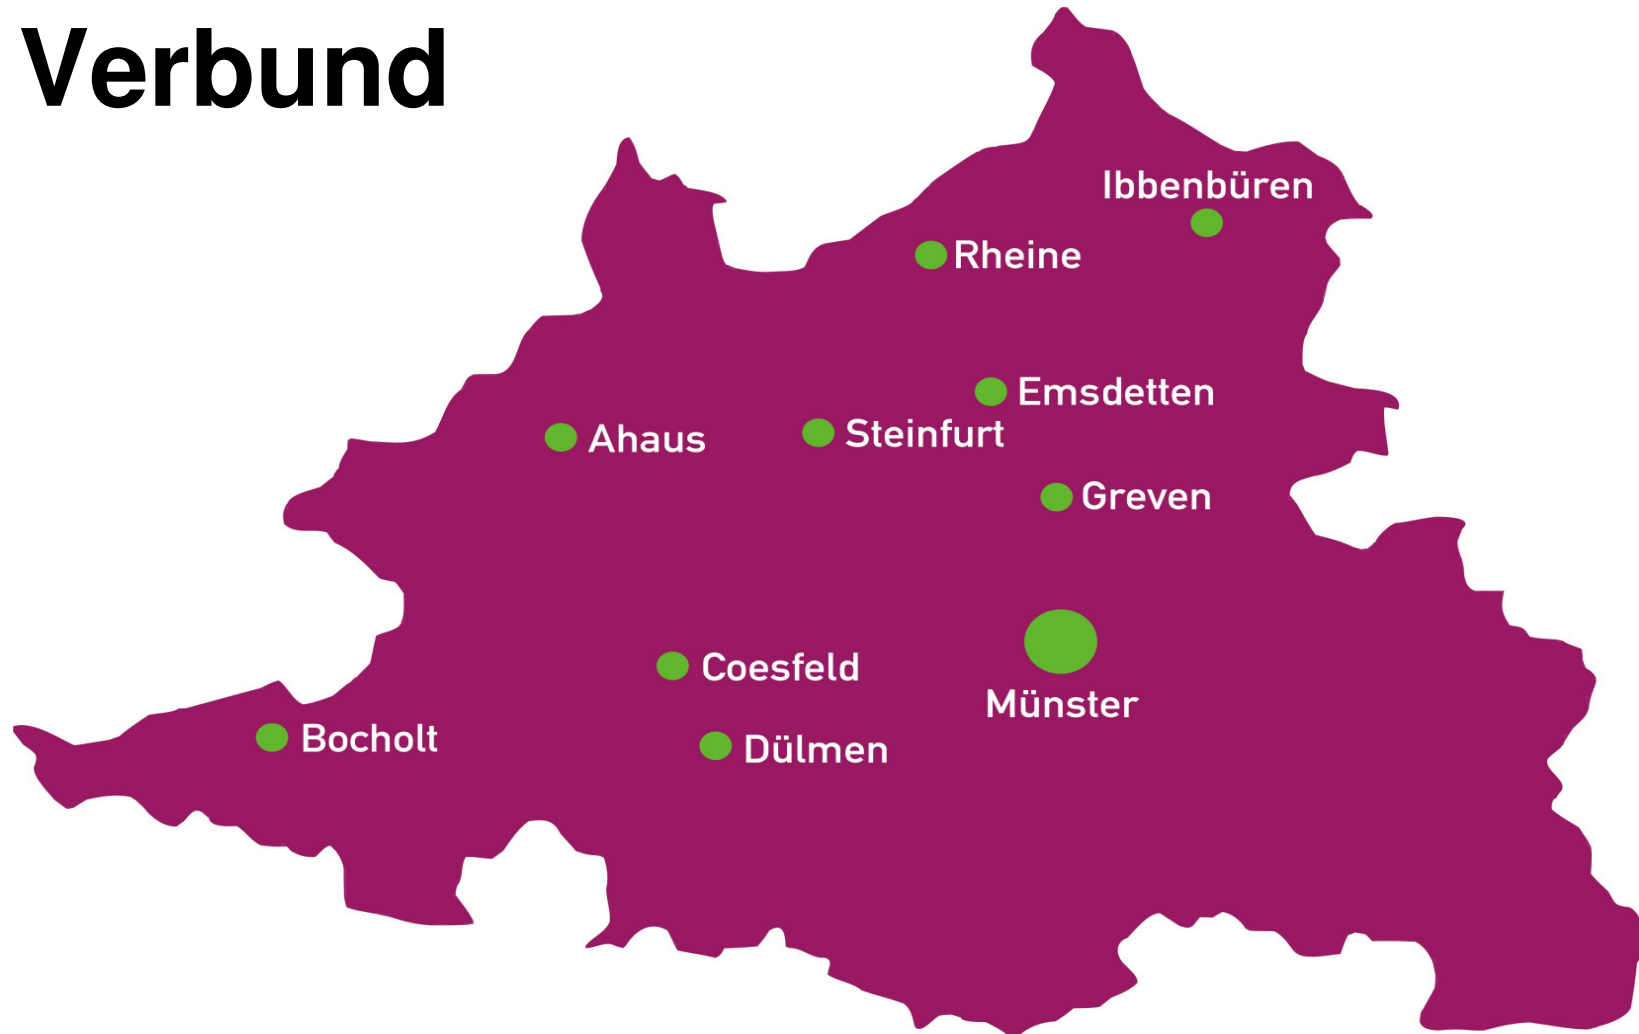 Verbund
Ibbenbüren
Rheine
Emsdetten
Steinfurt
Ahaus
Greven
Coesfeld
Münster
Bocholt
Dülmen